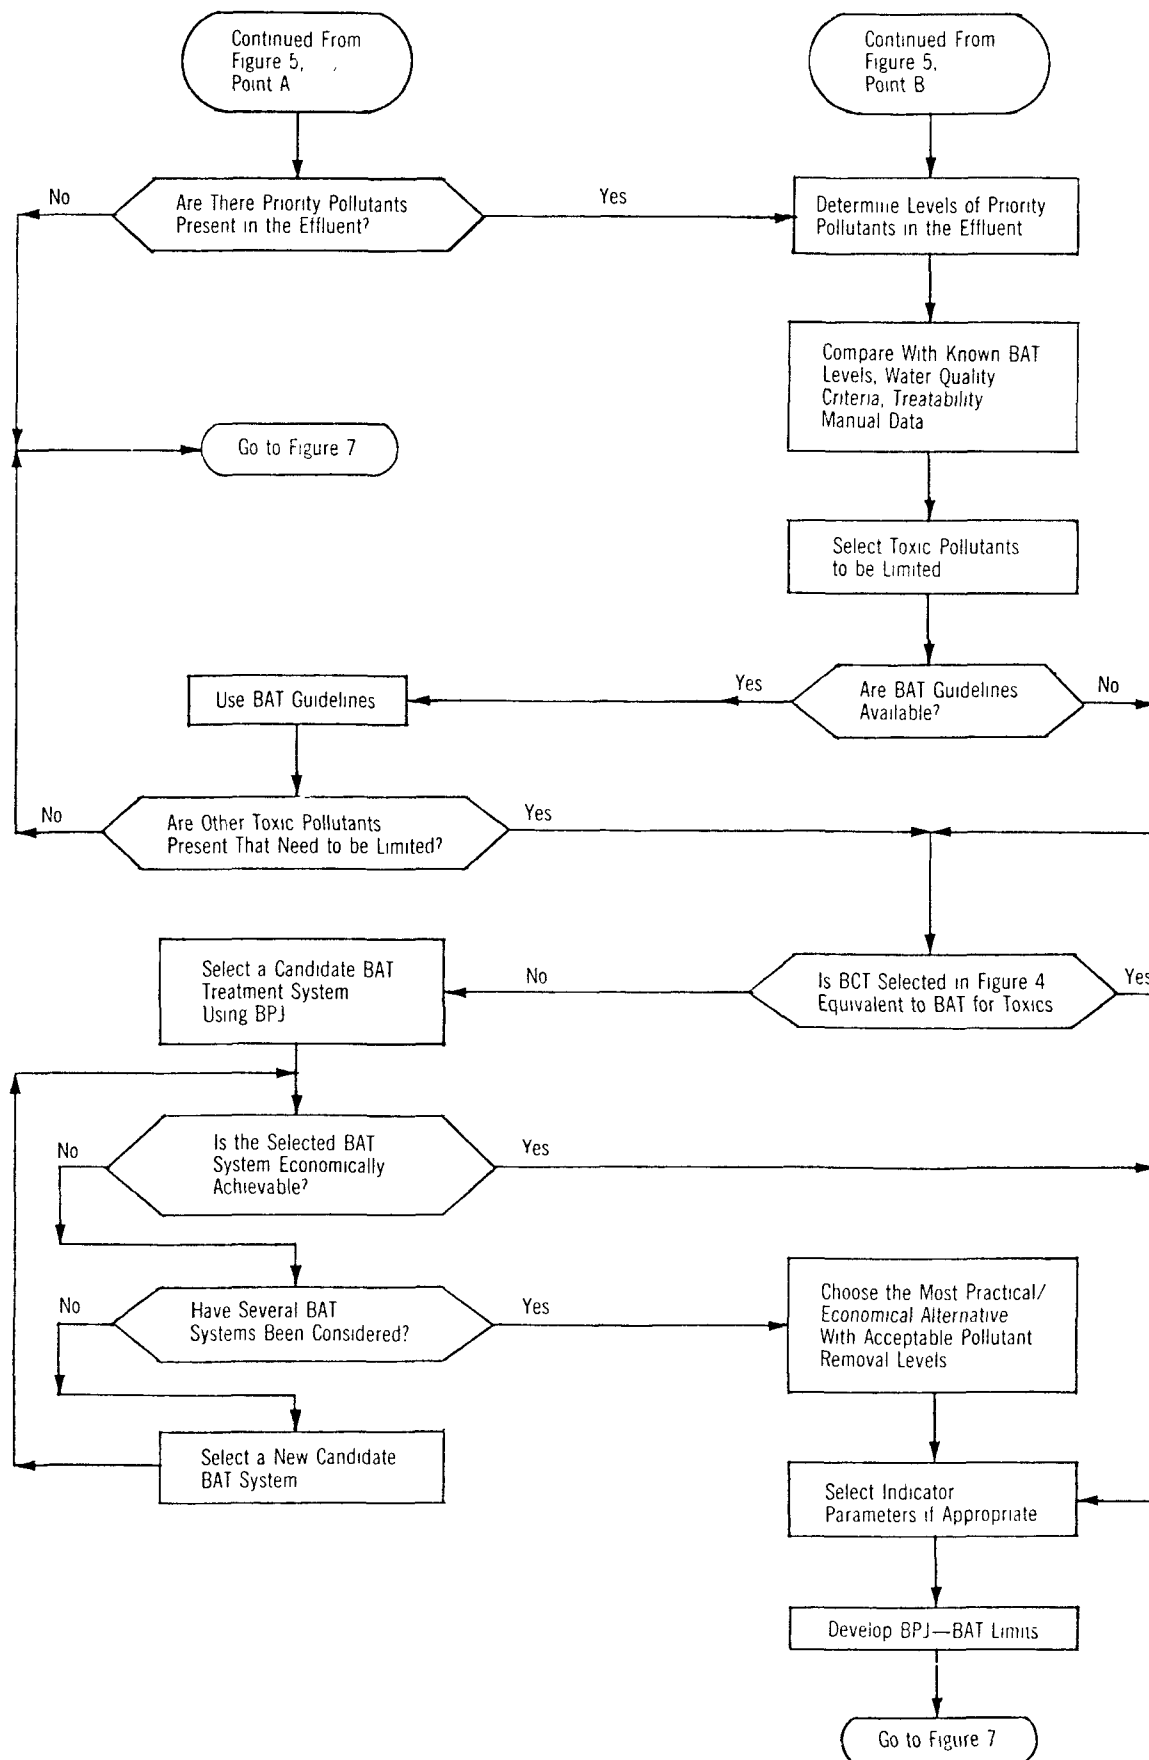 Continued From
Figure 5,
Point A
Continued From
Figure 5,
Point B
No
Are There Priority Pollutants
Present in the Effluent?
Yes
Determine Levels of Priority
Pollutants in the Effluent
Compare With Known BAT
Levels, Water Quality
Criteria, Treatability
Manual Data
Go to Figure 7
Select Toxic Pollutants
to be Limited
Use BAT Guidelines
Yes
Are BAT Guidelines
Available?
No
No
Are Other Toxic Pollutants
Present That Need to be Limited?
Yes
Select a Candidate BAT
Treatment System
Using BPJ
No
Is BCT Selected in Figure 4
Equivalent to BAT for Toxics
Yes
No
Is the Selected BAT
System Economically
Achievable?
Yes
No
Have Several BAT
Systems Been Considered?
Yes
Choose the Most Practical/
Economical Alternative
With Acceptable Pollutant
Removal Levels
Select a New Candidate
BAT System
Select Indicator
Parameters if Appropriate
Develop BPJ—BAT Limits
Go to Figure 7